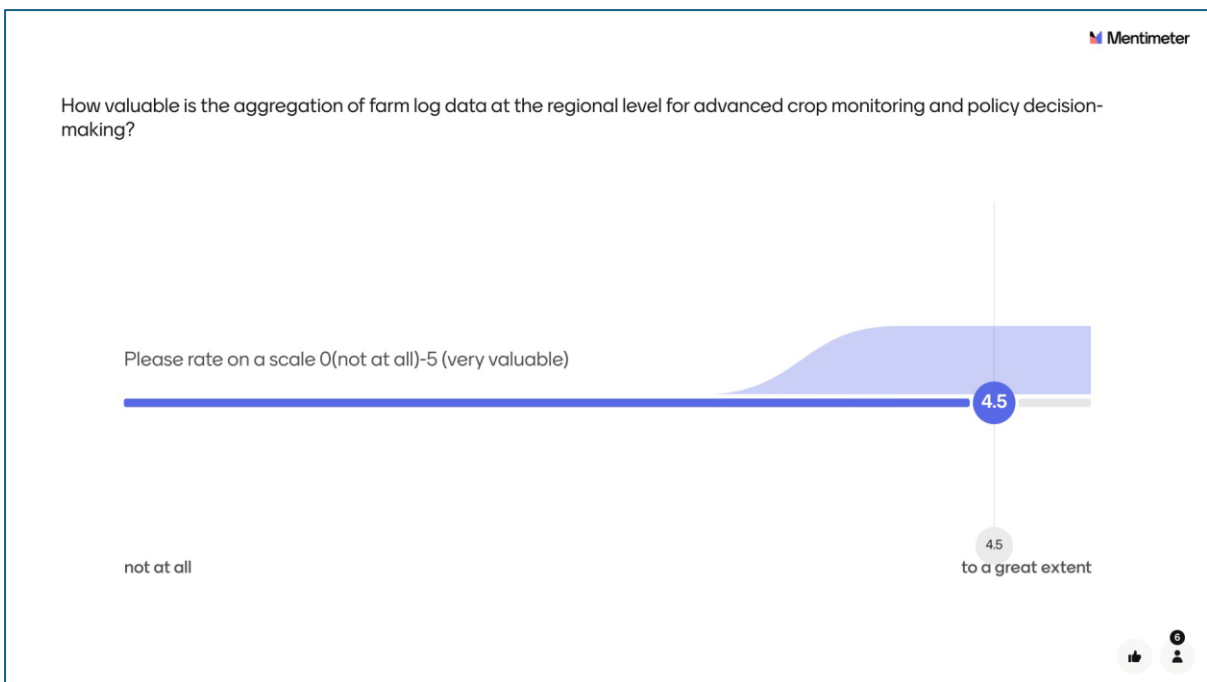 Mentimeter
How valuable is the aggregation of farm log data at the regional level for advanced crop monitoring and policy decision-
making?
Please rate on a scale 0(not at all)-5 (very valuable)
4.5
4.5
not at all
to a great extent
6